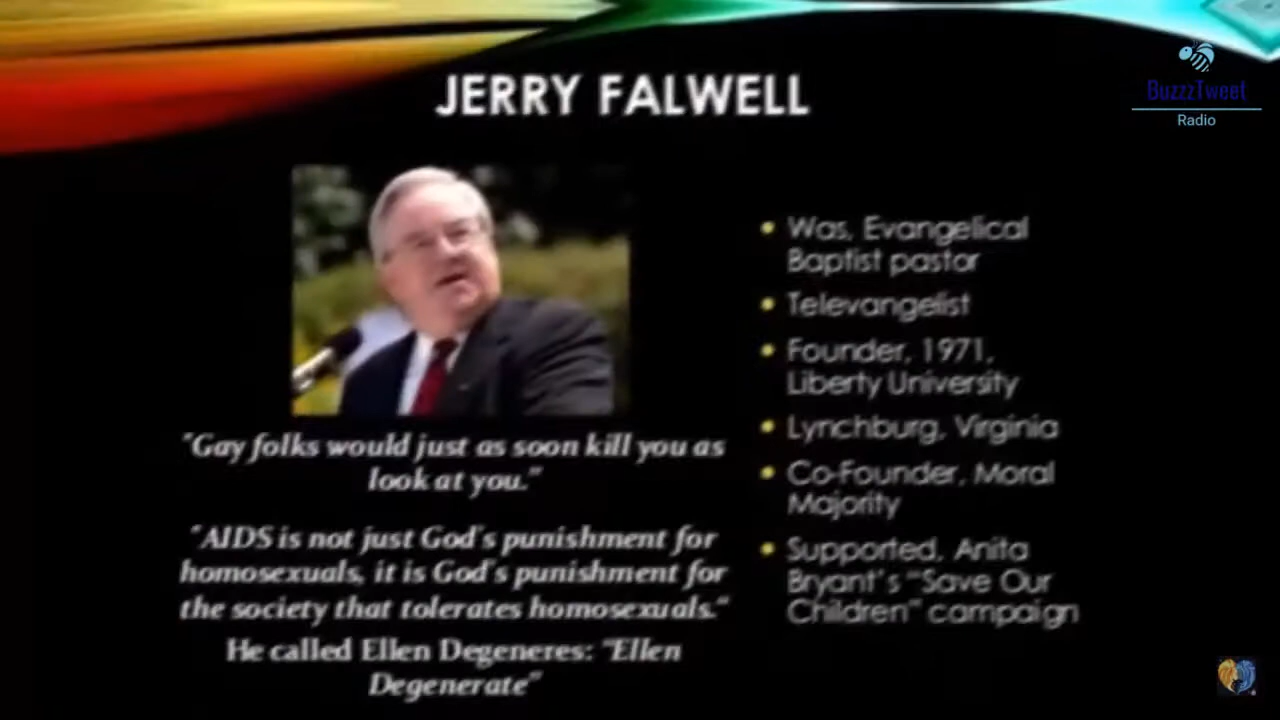 JERRY FALWELL
BuzzzTweet
Radio
"Gay folks would just as soon kill you as
look at you."
"AIDS is not just God's punishment for
homosexuals, it is God's punishment for
the society that tolerates homosexuals."
He called Ellen Degeneres: "Ellen
Degenerate"
• Was, Evangelical
Baptist pastor
• Televangelist
• Founder, 1971,
Liberty University
• Lynchburg, Virginia
• Co-Founder, Moral
Majority
• Supported, Anita
Bryant's "Save Our
Children" campaign